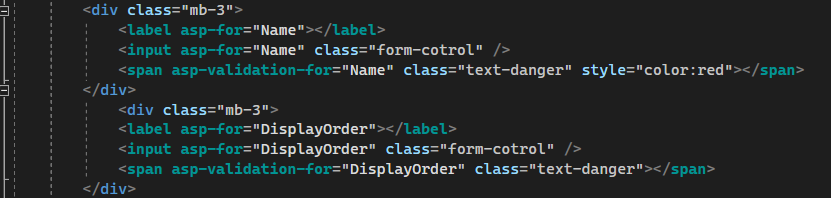 <div class="mb-3">
<label asp-for="Name"></label>
<input asp-for="Name" class="form-cotrol" />
<span asp-validation-for="Name" class="text-danger" style="color:red"></span>
</div>
<div class="mb-3">
<label asp-for="DisplayOrder"></label>
<input asp-for="DisplayOrder" class="form-cotrol" />
<span asp-validation-for="DisplayOrder" class="text-danger"></span>
</div>